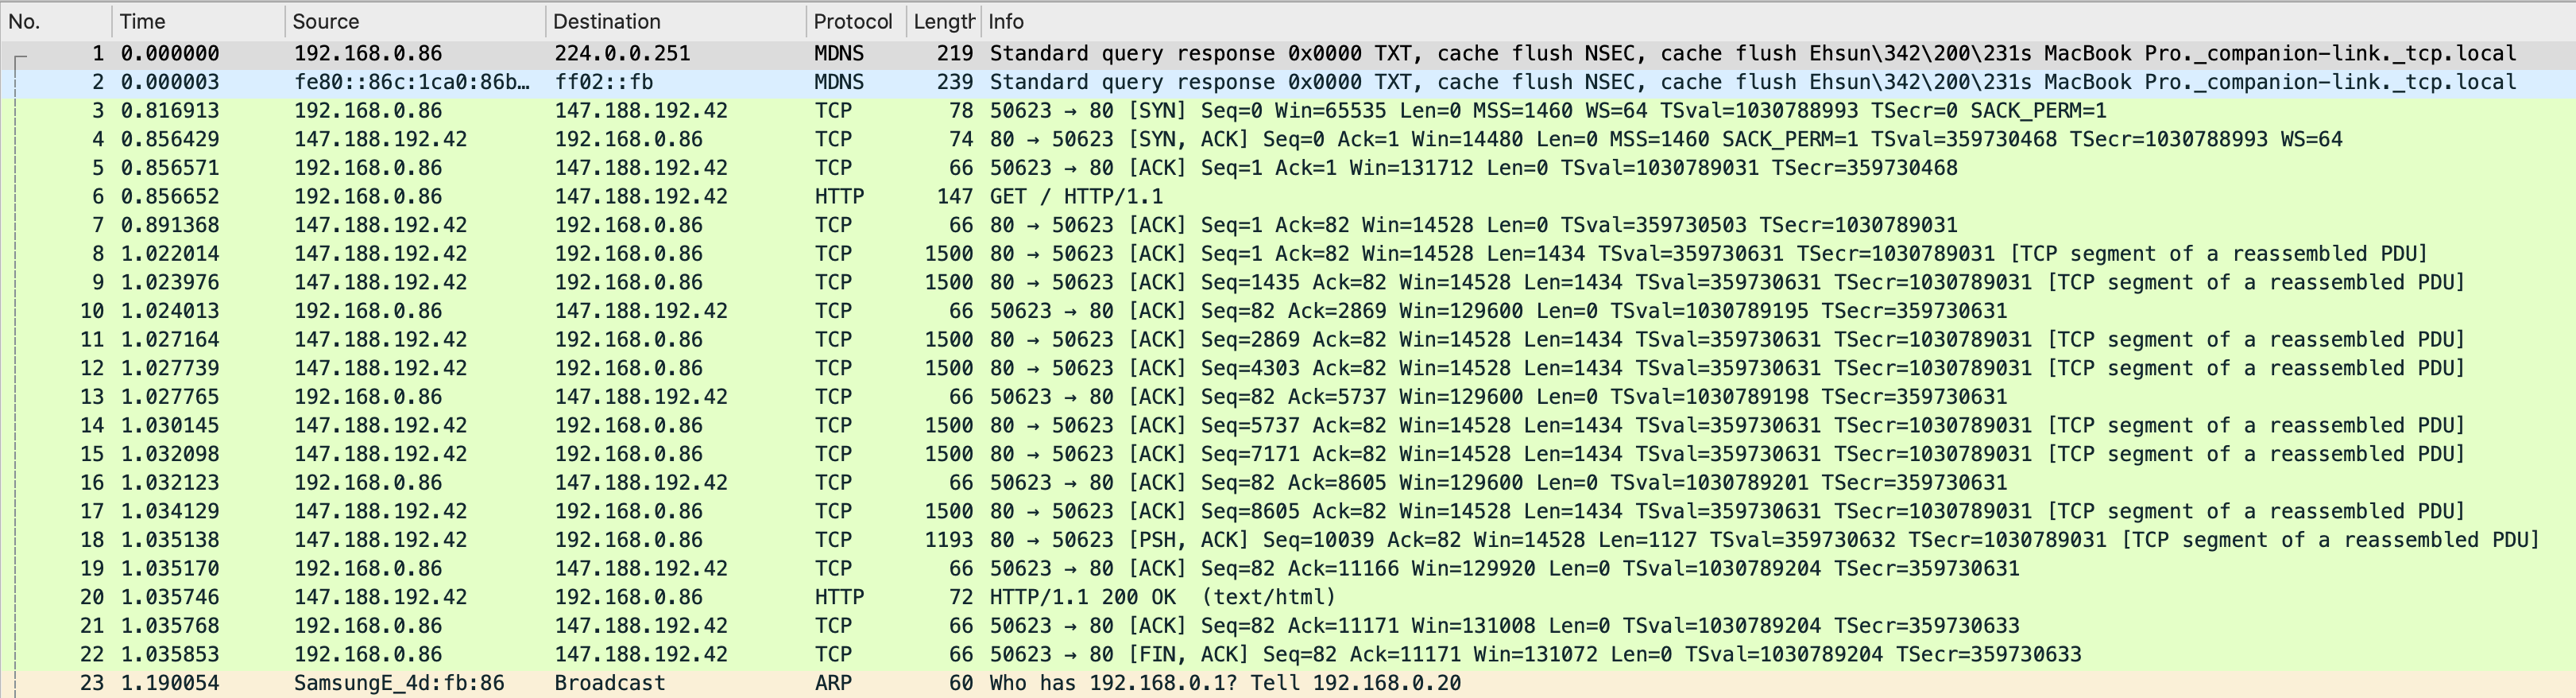 No. Time Source Destination Protocol Length Info
1 0.000000 192.168.0.86 224.0.0.251 MDNS 219 Standard query response 0x0000 TXT, cache flush NSEC, cache flush Ehsun\342\200\231s MacBook Pro._companion-link._tcp.local
2 0.000003 fe80::86c:1ca0:86b… ff02::fb MDNS 239 Standard query response 0x0000 TXT, cache flush NSEC, cache flush Ehsun\342\200\231s MacBook Pro._companion-link._tcp.local
3 0.816913 192.168.0.86 147.188.192.42 TCP 78 50623 → 80 [SYN] Seq=0 Win=65535 Len=0 MSS=1460 WS=64 TSval=1030788993 TSecr=0 SACK_PERM=1
4 0.856429 147.188.192.42 192.168.0.86 TCP 74 80 → 50623 [SYN, ACK] Seq=0 Ack=1 Win=14480 Len=0 MSS=1460 SACK_PERM=1 TSval=359730468 TSecr=1030788993 WS=64
5 0.856571 192.168.0.86 147.188.192.42 TCP 66 50623 → 80 [ACK] Seq=1 Ack=1 Win=131712 Len=0 TSval=1030789031 TSecr=359730468
6 0.856652 192.168.0.86 147.188.192.42 HTTP 147 GET / HTTP/1.1
7 0.891368 147.188.192.42 192.168.0.86 TCP 66 80 → 50623 [ACK] Seq=1 Ack=82 Win=14528 Len=0 TSval=359730503 TSecr=1030789031
8 1.022014 147.188.192.42 192.168.0.86 TCP 1500 80 → 50623 [ACK] Seq=1 Ack=82 Win=14528 Len=1434 TSval=359730631 TSecr=1030789031 [TCP segment of a reassembled PDU]
9 1.023976 147.188.192.42 192.168.0.86 TCP 1500 80 → 50623 [ACK] Seq=1435 Ack=82 Win=14528 Len=1434 TSval=359730631 TSecr=1030789031 [TCP segment of a reassembled PDU]
10 1.024013 192.168.0.86 147.188.192.42 TCP 66 50623 → 80 [ACK] Seq=82 Ack=2869 Win=129600 Len=0 TSval=1030789195 TSecr=359730631
11 1.027164 147.188.192.42 192.168.0.86 TCP 1500 80 → 50623 [ACK] Seq=2869 Ack=82 Win=14528 Len=1434 TSval=359730631 TSecr=1030789031 [TCP segment of a reassembled PDU]
12 1.027739 147.188.192.42 192.168.0.86 TCP 1500 80 → 50623 [ACK] Seq=4303 Ack=82 Win=14528 Len=1434 TSval=359730631 TSecr=1030789031 [TCP segment of a reassembled PDU]
13 1.027765 192.168.0.86 147.188.192.42 TCP 66 50623 → 80 [ACK] Seq=82 Ack=5737 Win=129600 Len=0 TSval=1030789198 TSecr=359730631
14 1.030145 147.188.192.42 192.168.0.86 TCP 1500 80 → 50623 [ACK] Seq=5737 Ack=82 Win=14528 Len=1434 TSval=359730631 TSecr=1030789031 [TCP segment of a reassembled PDU]
15 1.032098 147.188.192.42 192.168.0.86 TCP 1500 80 → 50623 [ACK] Seq=7171 Ack=82 Win=14528 Len=1434 TSval=359730631 TSecr=1030789031 [TCP segment of a reassembled PDU]
16 1.032123 192.168.0.86 147.188.192.42 TCP 66 50623 → 80 [ACK] Seq=82 Ack=8605 Win=129600 Len=0 TSval=1030789201 TSecr=359730631
17 1.034129 147.188.192.42 192.168.0.86 TCP 1500 80 → 50623 [ACK] Seq=8605 Ack=82 Win=14528 Len=1434 TSval=359730631 TSecr=1030789031 [TCP segment of a reassembled PDU]
18 1.035138 147.188.192.42 192.168.0.86 TCP 1193 80 → 50623 [PSH, ACK] Seq=10039 Ack=82 Win=14528 Len=1127 TSval=359730632 TSecr=1030789031 [TCP segment of a reassembled PDU]
19 1.035170 192.168.0.86 147.188.192.42 TCP 66 50623 → 80 [ACK] Seq=82 Ack=11166 Win=129920 Len=0 TSval=1030789204 TSecr=359730631
20 1.035746 147.188.192.42 192.168.0.86 HTTP 72 HTTP/1.1 200 OK (text/html)
21 1.035768 192.168.0.86 147.188.192.42 TCP 66 50623 → 80 [ACK] Seq=82 Ack=11171 Win=131008 Len=0 TSval=1030789204 TSecr=359730633
22 1.035853 192.168.0.86 147.188.192.42 TCP 66 50623 → 80 [FIN, ACK] Seq=82 Ack=11171 Win=131072 Len=0 TSval=1030789204 TSecr=359730633
23 1.190054 SamsungE_4d:fb:86 Broadcast ARP 60 Who has 192.168.0.1? Tell 192.168.0.20